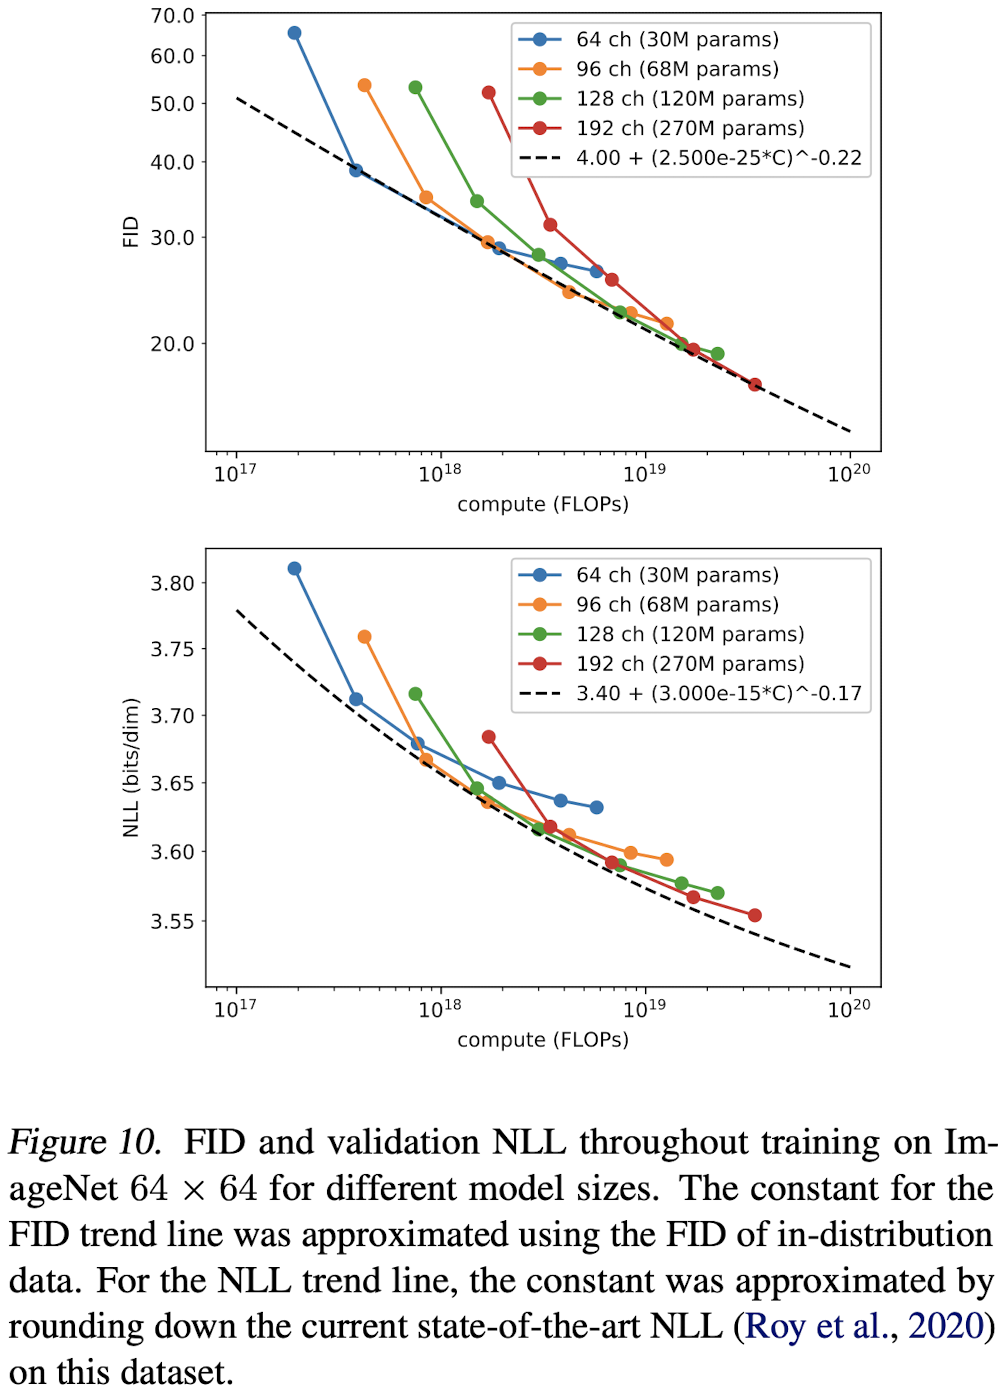 70.0
60.0
50.0
40.0
30.0
20.0
FID
64 ch (30M params)
96 ch (68M params)
128 ch (120M params)
192 ch (270M params)
4.00 + (2.500e-25*C)^-0.22
10^17
10^18
10^19
10^20
compute (FLOPs)
3.80
3.75
3.70
3.65
3.60
3.55
NLL (bits/dim)
64 ch (30M params)
96 ch (68M params)
128 ch (120M params)
192 ch (270M params)
3.40 + (3.000e-15*C)^-0.17
10^17
10^18
10^19
10^20
compute (FLOPs)
Figure 10. FID and validation NLL throughout training on Im-
ageNet 64 × 64 for different model sizes. The constant for the
FID trend line was approximated using the FID of in-distribution
data. For the NLL trend line, the constant was approximated by
rounding down the current state-of-the-art NLL (Roy et al., 2020)
on this dataset.